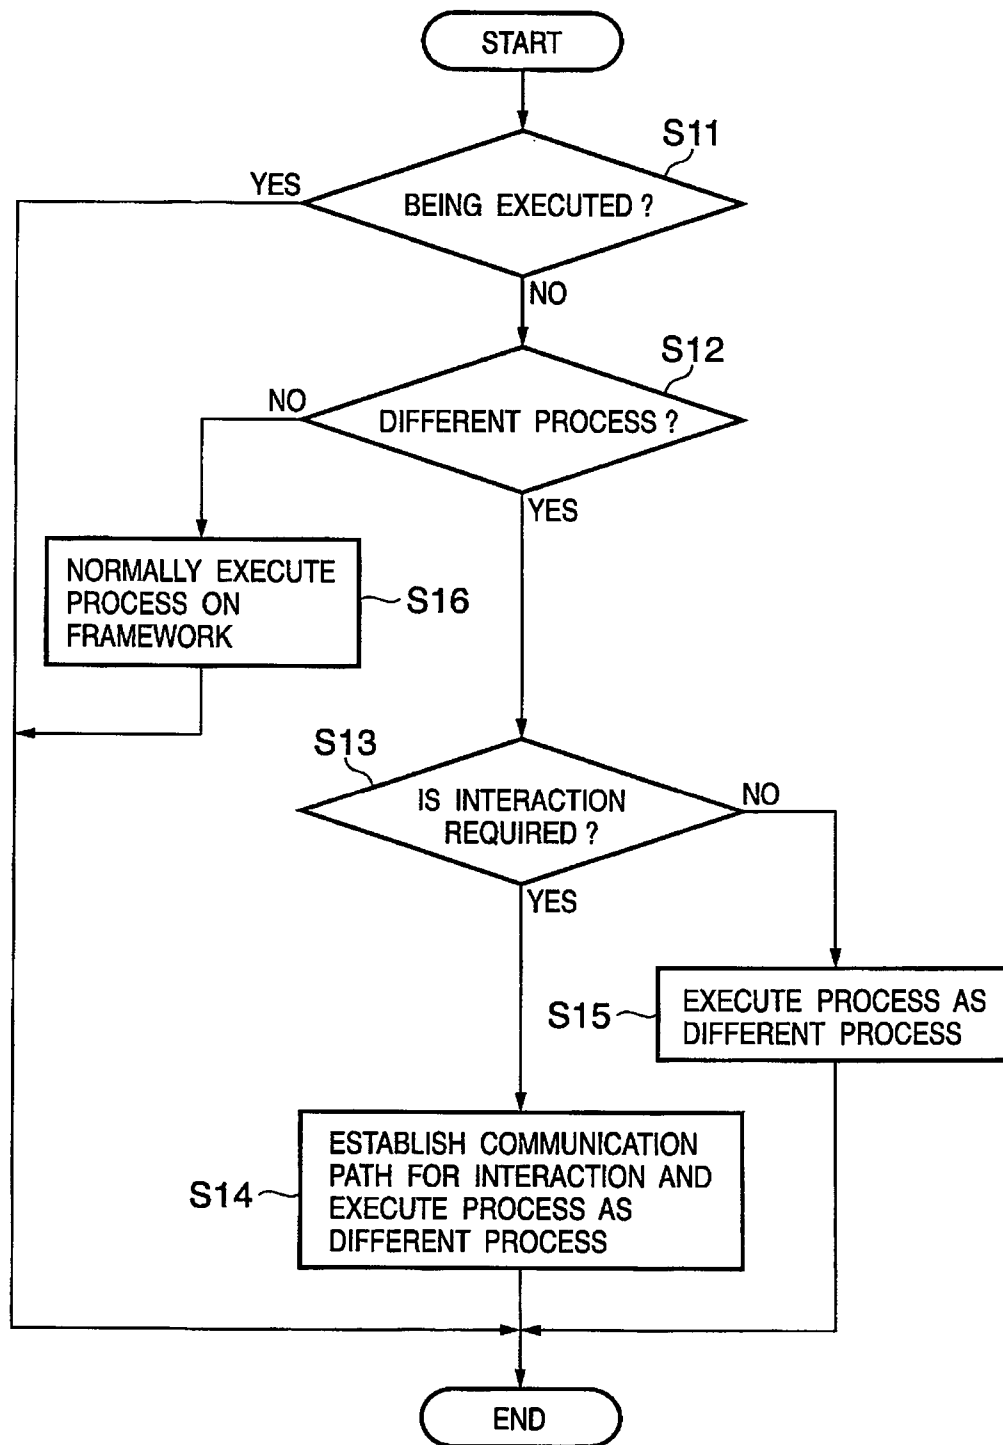 START
S11
YES
BEING EXECUTED ?
NO
S12
NO
DIFFERENT PROCESS ?
YES
NORMALLY EXECUTE
PROCESS ON
FRAMEWORK
S16
S13
IS INTERACTION
REQUIRED ?
NO
YES
S15
EXECUTE PROCESS AS
DIFFERENT PROCESS
S14
ESTABLISH COMMUNICATION
PATH FOR INTERACTION AND
EXECUTE PROCESS AS
DIFFERENT PROCESS
END